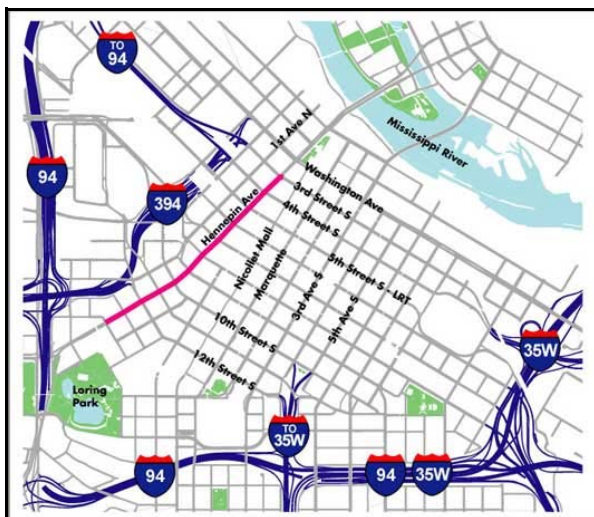 TO
94
1st Ave N
Mississippi River
94
394
Washington Ave
3rd Street S
4th Street S
Hennepin Ave
Nicollet Mall
Marquette
5th Street S - LRT
3rd Ave S
5th Ave S
10th Street S
35W
12th Street S
Loring
Park
TO
35W
94
94
35W